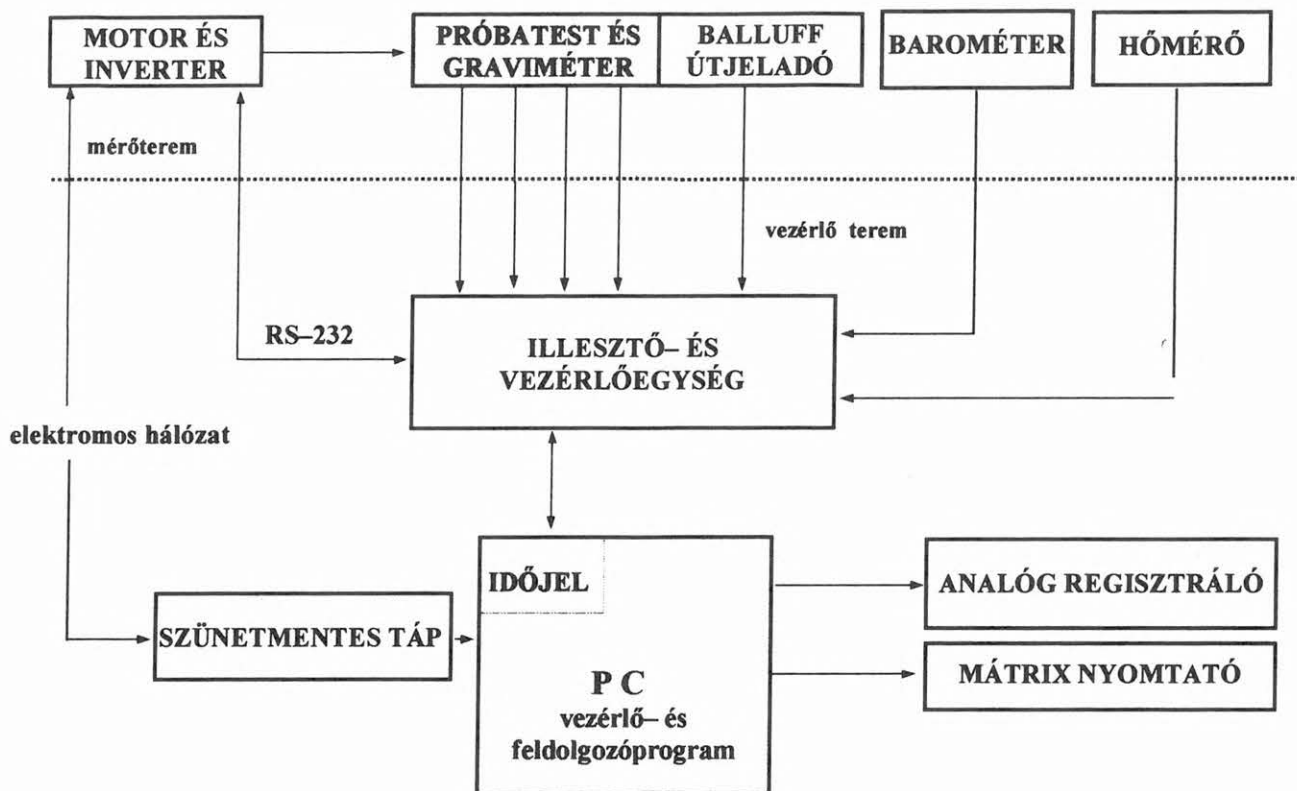 MOTOR ÉS
INVERTER
PRÓBATEST ÉS
GRAVIMÉTER
BALLUFF
ÚTJELADÓ
BAROMÉTER
HŐMÉRŐ
mérőterem
vezérlő terem
RS–232
ILLESZTŐ– ÉS
VEZÉRLŐEGYSÉG
elektromos hálózat
IDŐJEL
SZÜNETMENTES TÁP
P C
vezérlő– és
feldolgozóprogram
ANALÓG REGISZTRÁLÓ
MÁTRIX NYOMTATÓ